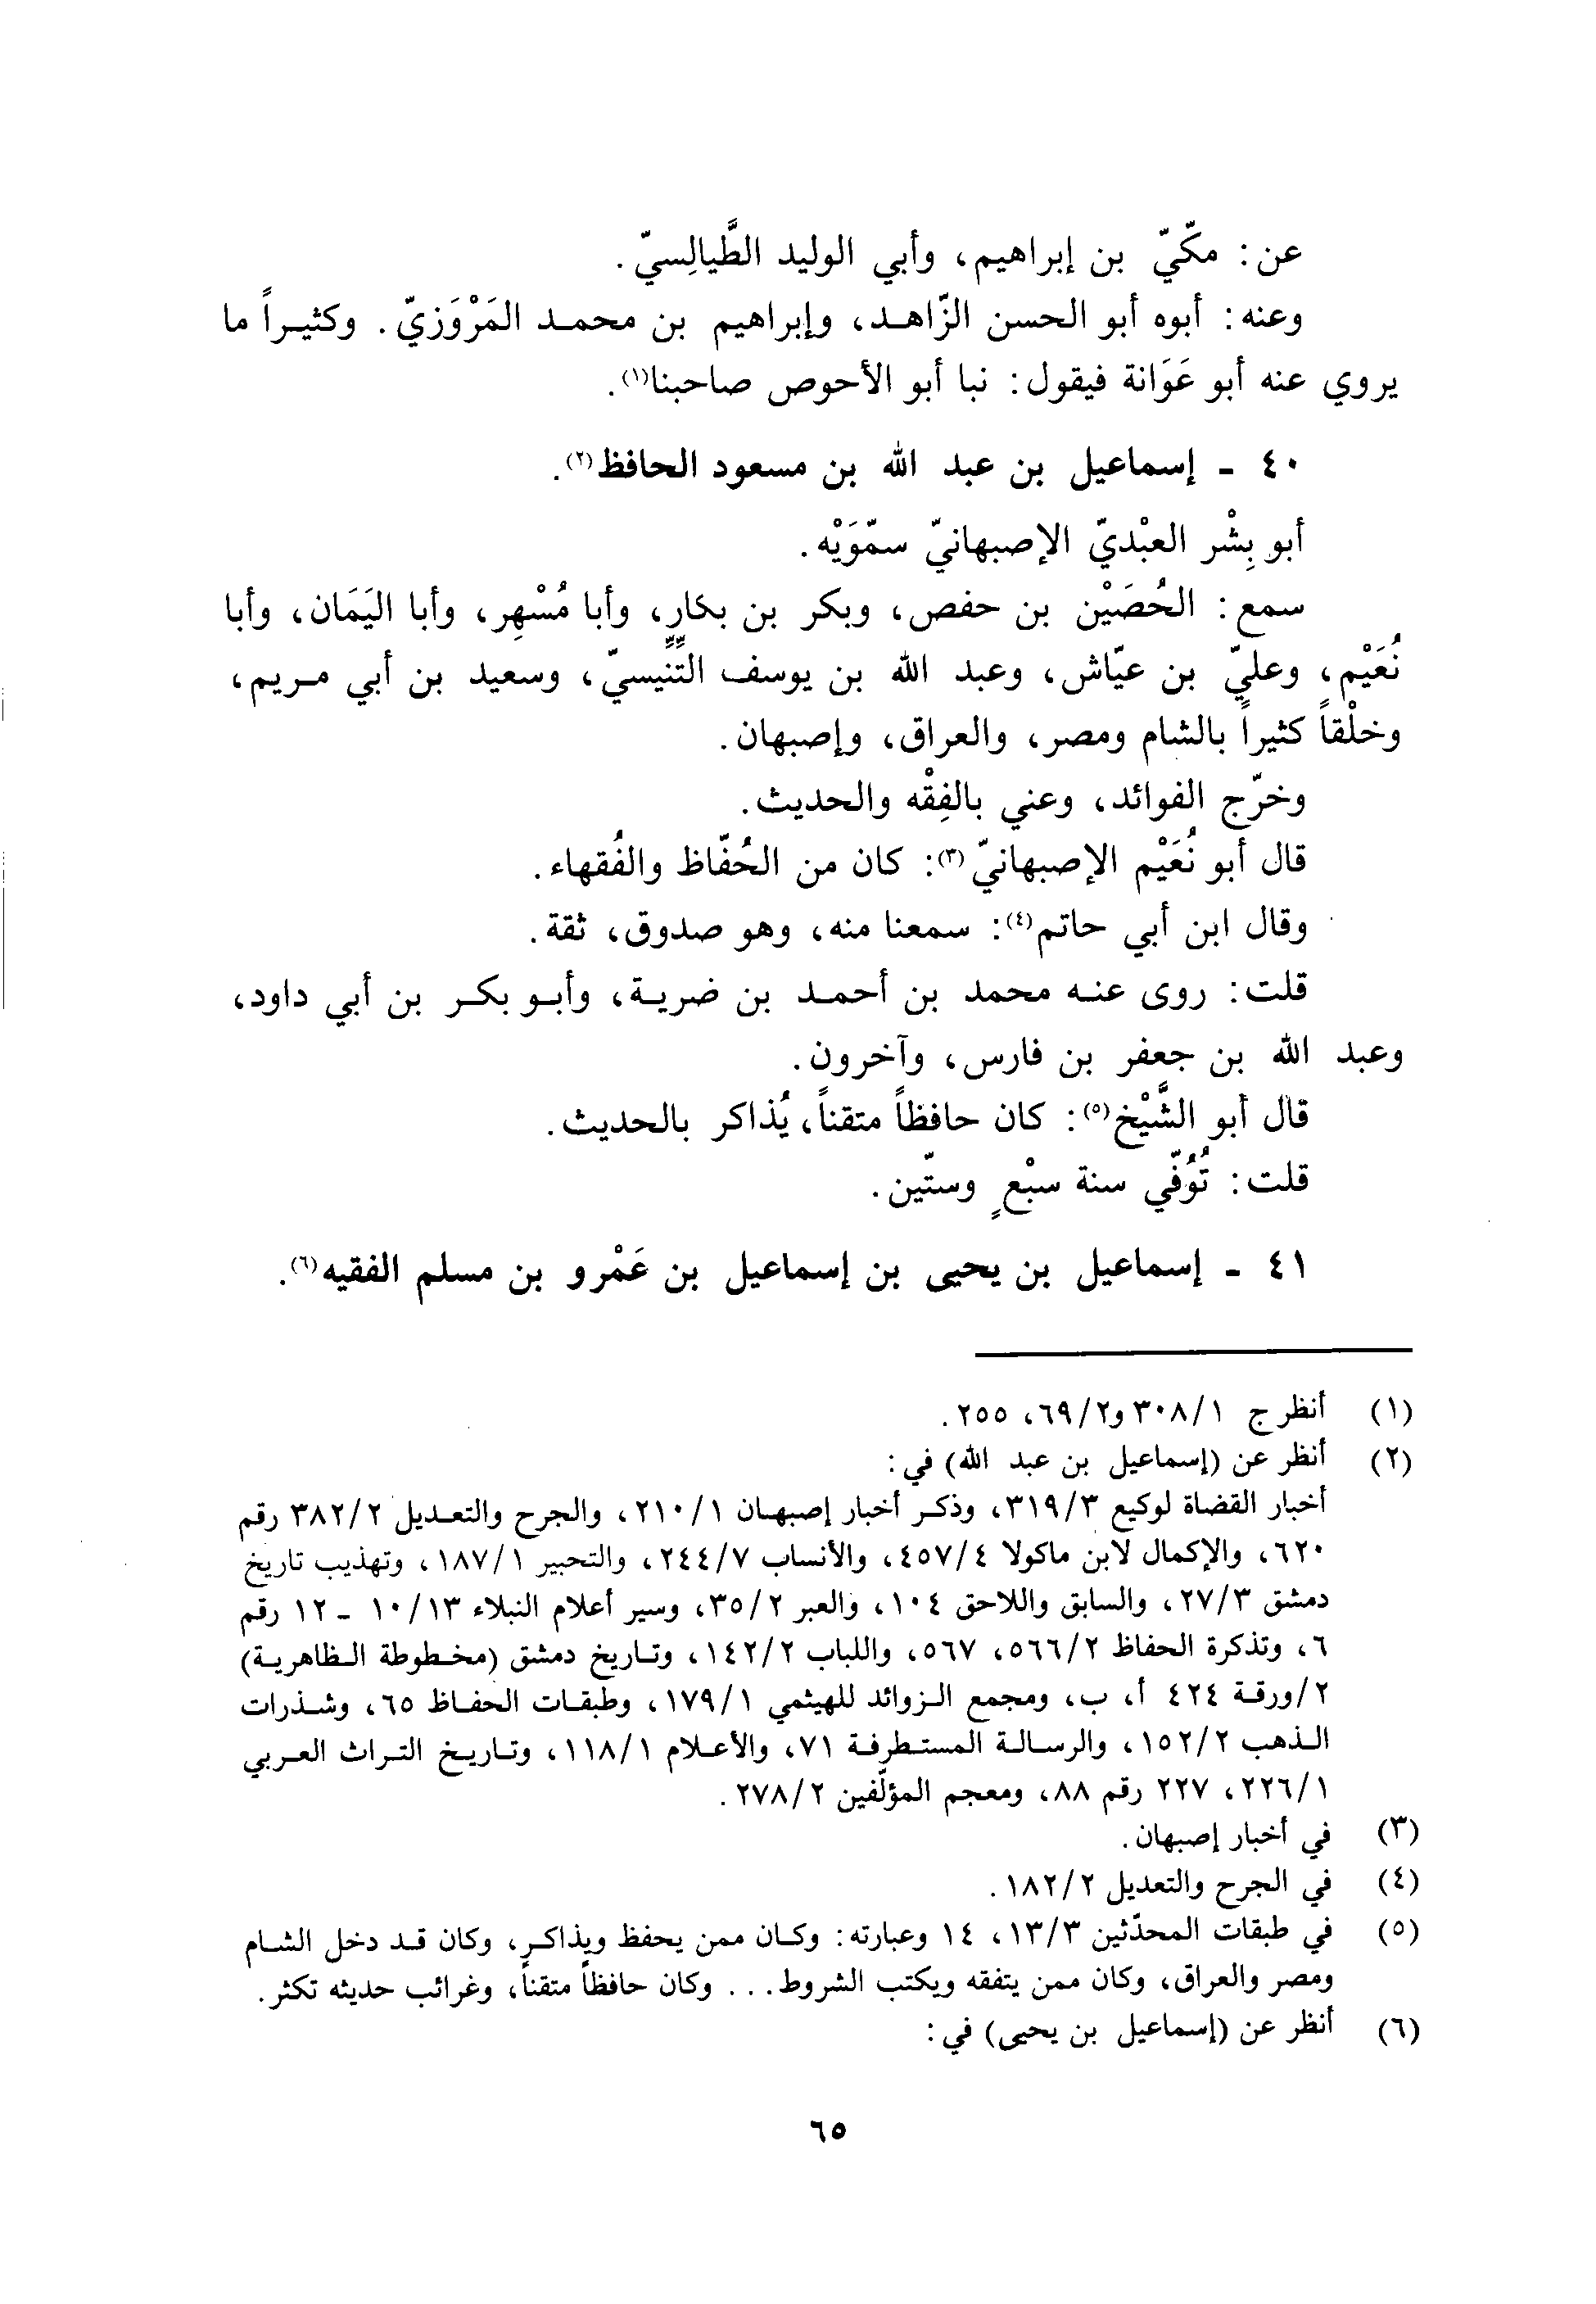 عن: مكّيّ بن إبراهيم، وأبي الوليد الطَّيالِسيّ.
وعنه: أبوه أبو الحسن الزّاهد، وإبراهيم بن محمد المَرْوَزيّ. وكثيراً ما
يروي عنه أبو عَوَانة فيقول: نبا أبو الأحوص صاحبنا(١).
٤٠ - إسماعيل بن عبد الله بن مسعود الحافظ(٢).
أبو بِشْر العبْديّ الإصبهانيّ سمّوَيْه.
سمع: الحُصَيْن بن حفص، وبكر بن بكار، وأبا مُسْهِر، وأبا اليَمَان، وأبا
نُعَيْم، وعليّ بن عيّاش، وعبد الله بن يوسف التِّنِّيسيّ، وسعيد بن أبي مريم،
وخلْقاً كثيراً بالشام ومصر، والعراق، وإصبهان.
وخرّج الفوائد، وعني بالفِقْه والحديث.
قال أبو نُعَيْم الإصبهانيّ(٣): كان من الحُفّاظ والفُقهاء.
وقال ابن أبي حاتم(٤): سمعنا منه، وهو صدوق، ثقة.
قلت: روى عنه محمد بن أحمد بن ضرية، وأبو بكر بن أبي داود،
وعبد الله بن جعفر بن فارس، وآخرون.
قال أبو الشَّيْخ(٥): كان حافظاً متقناً، يُذاكر بالحديث.
قلت: تُوُفّي سنة سبْعٍ وستّين.
٤١ - إسماعيل بن يحيى بن إسماعيل بن عَمْرو بن مسلم الفقيه(٦).
(١) أنظر ج ٣٠٨/١ و٦٩/٢، ٢٥٥.
(٢) أنظر عن (إسماعيل بن عبد الله) في:
أخبار القضاة لوكيع ٣١٩/٣، وذكر أخبار إصبهان ٢١٠/١، والجرح والتعديل ٣٨٢/٢ رقم
٦٢٠، والإكمال لابن ماكولا ٤٥٧/٤، والأنساب ٢٤٤/٧، والتحبير ١٨٧/١، وتهذيب تاريخ
دمشق ٢٧/٣، والسابق واللاحق ١٠٤، والعبر ٣٥/٢، وسير أعلام النبلاء ١٠/١٣ - ١٢ رقم
٦، وتذكرة الحفاظ ٥٦٦/٢، ٥٦٧، واللباب ١٤٢/٢، وتاريخ دمشق (مخطوطة الظاهرية)
٢/ورقة ٤٢٤ أ، ب، ومجمع الزوائد للهيثمي ١٧٩/١، وطبقات الحفاظ ٦٥، وشذرات
الذهب ١٥٢/٢، والرسالة المستطرفة ٧١، والأعلام ١١٨/١، وتاريخ التراث العربي
٢٢٦/١، ٢٢٧ رقم ٨٨، ومعجم المؤلّفين ٢٧٨/٢.
(٣) في أخبار إصبهان.
(٤) في الجرح والتعديل ١٨٢/٢.
(٥) في طبقات المحدّثين ١٣/٣، ١٤ وعبارته: وكان ممن يحفظ ويذاكر، وكان قد دخل الشام
ومصر والعراق، وكان ممن يتفقه ويكتب الشروط... وكان حافظاً متقناً، وغرائب حديثه تكثر.
(٦) أنظر عن (إسماعيل بن يحيى) في:
٦٥